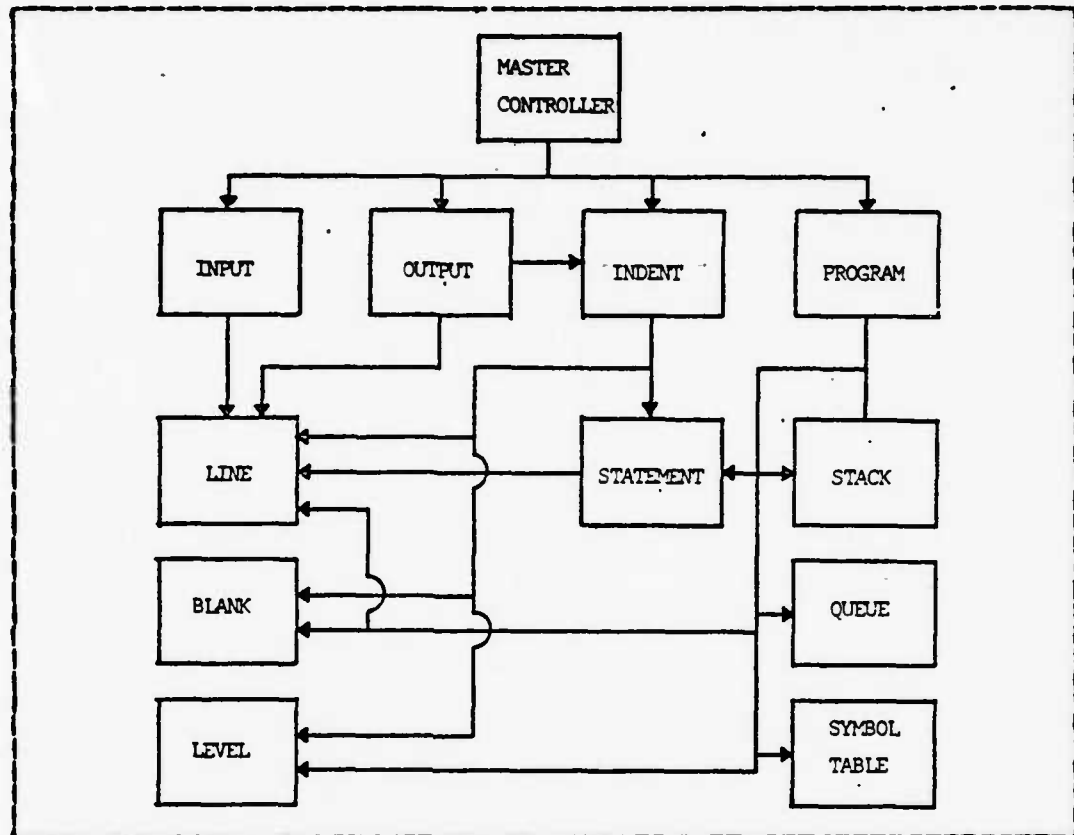 MASTER
CONTROLLER
INPUT
OUTPUT
INDENT
PROGRAM
LINE
STATEMENT
STACK
BLANK
QUEUE
LEVEL
SYMBOL
TABLE